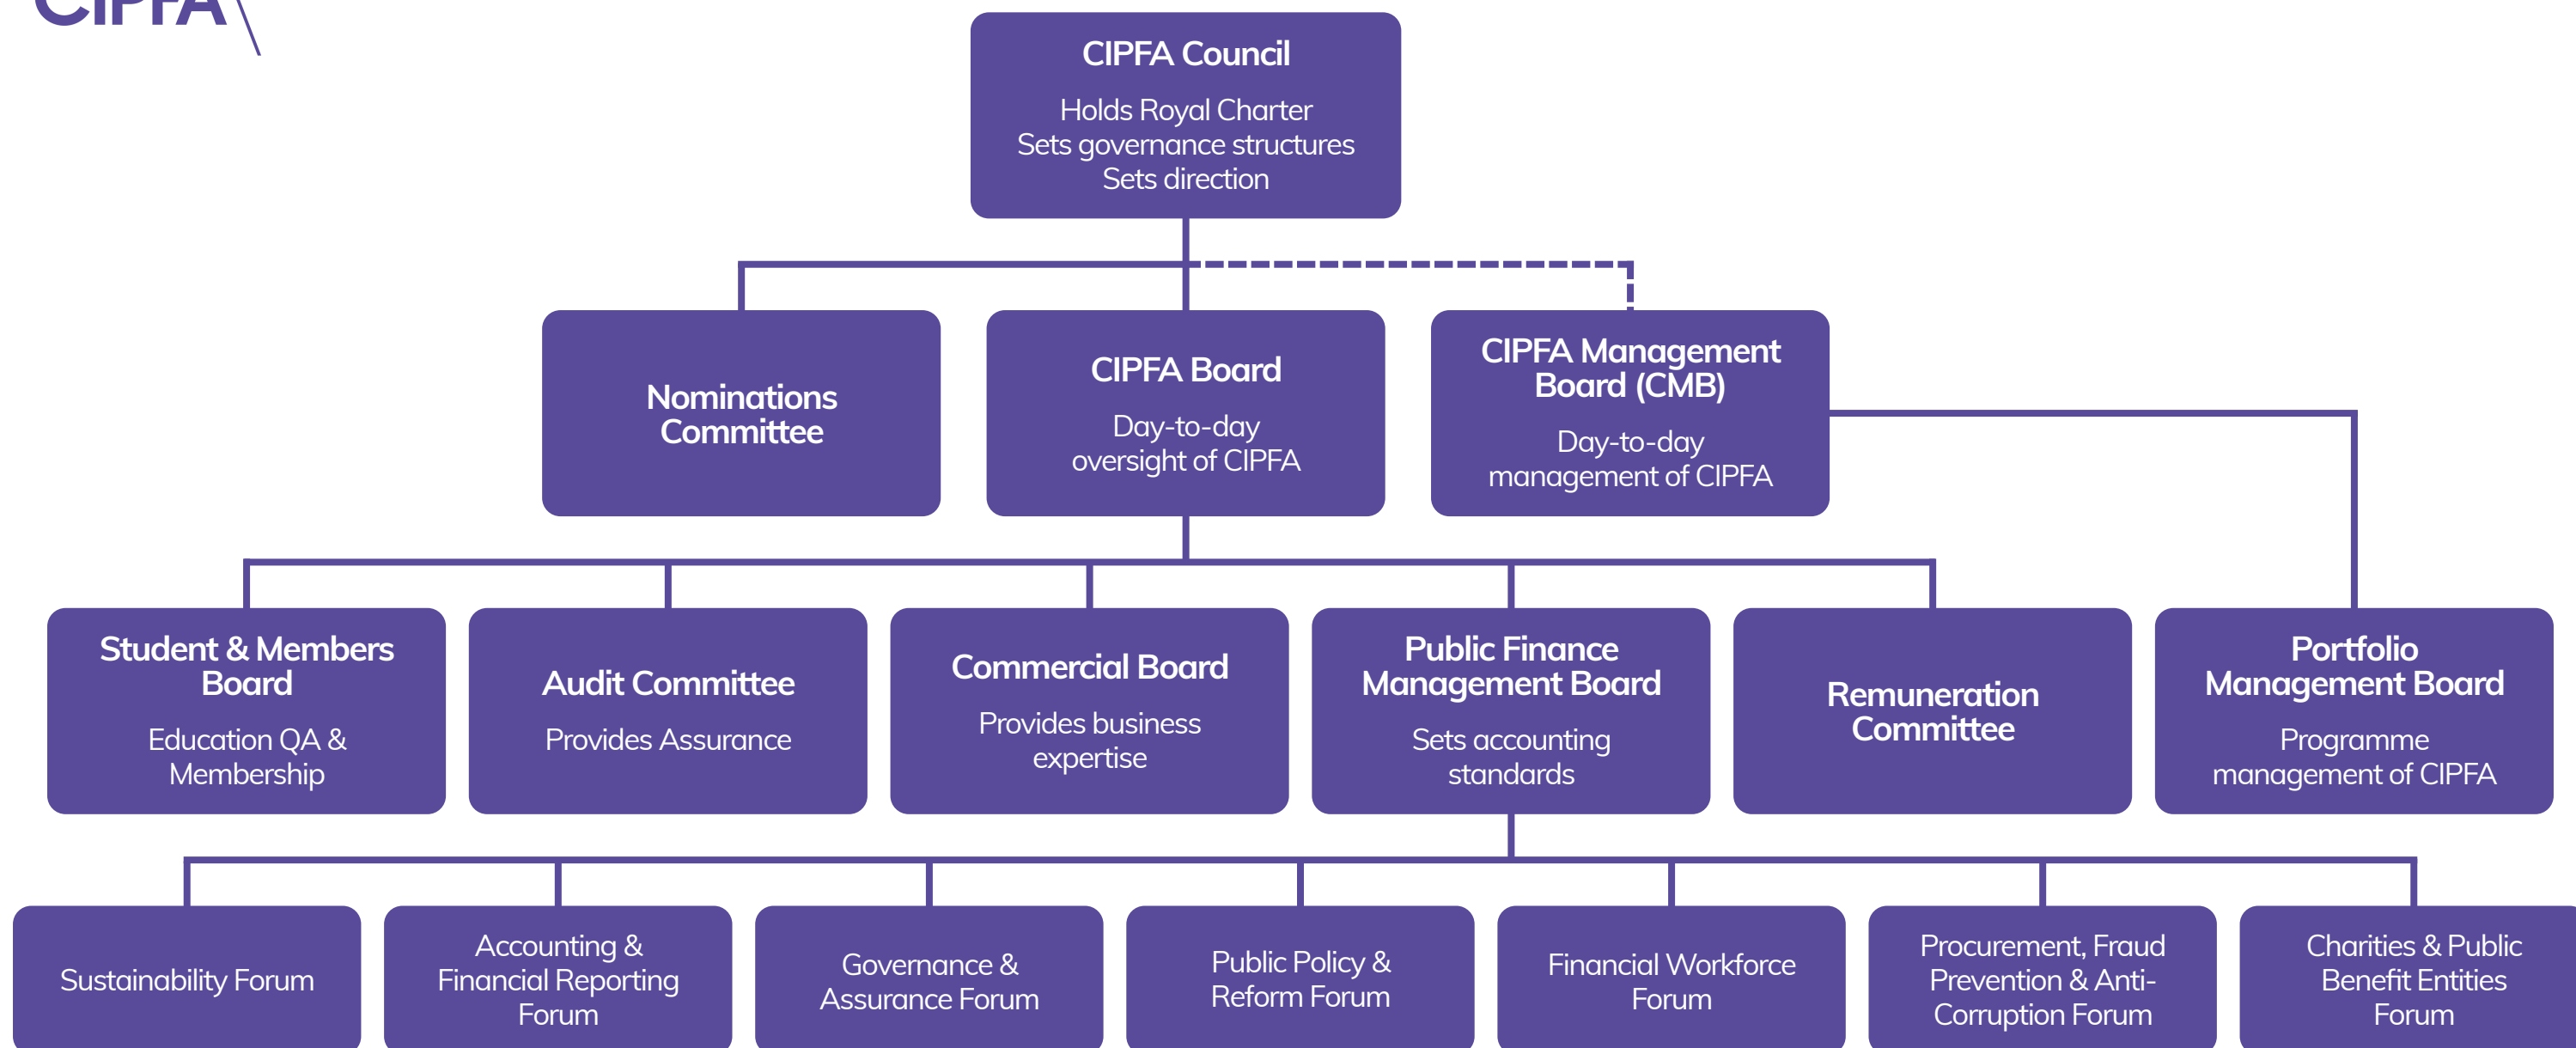 CIPFA
CIPFA Council
Holds Royal Charter
Sets governance structures
Sets direction
Nominations
Committee
CIPFA Board
Day-to-day
oversight of CIPFA
CIPFA Management
Board (CMB)
Day-to-day
management of CIPFA
Student & Members
Board
Education QA &
Membership
Audit Committee
Provides Assurance
Commercial Board
Provides business
expertise
Public Finance
Management Board
Sets accounting
standards
Remuneration
Committee
Portfolio
Management Board
Programme
management of CIPFA
Sustainability Forum
Accounting &
Financial Reporting
Forum
Governance &
Assurance Forum
Public Policy &
Reform Forum
Financial Workforce
Forum
Procurement, Fraud
Prevention & Anti-
Corruption Forum
Charities & Public
Benefit Entities
Forum